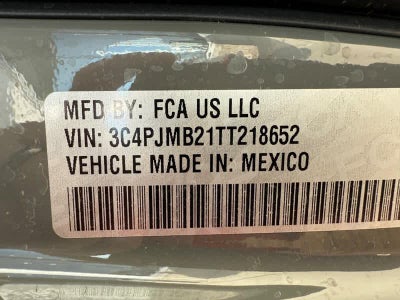 MFD BY: FCA US LLC
VIN: 3C4PJMB21TT218652
VEHICLE MADE IN: MEXICO